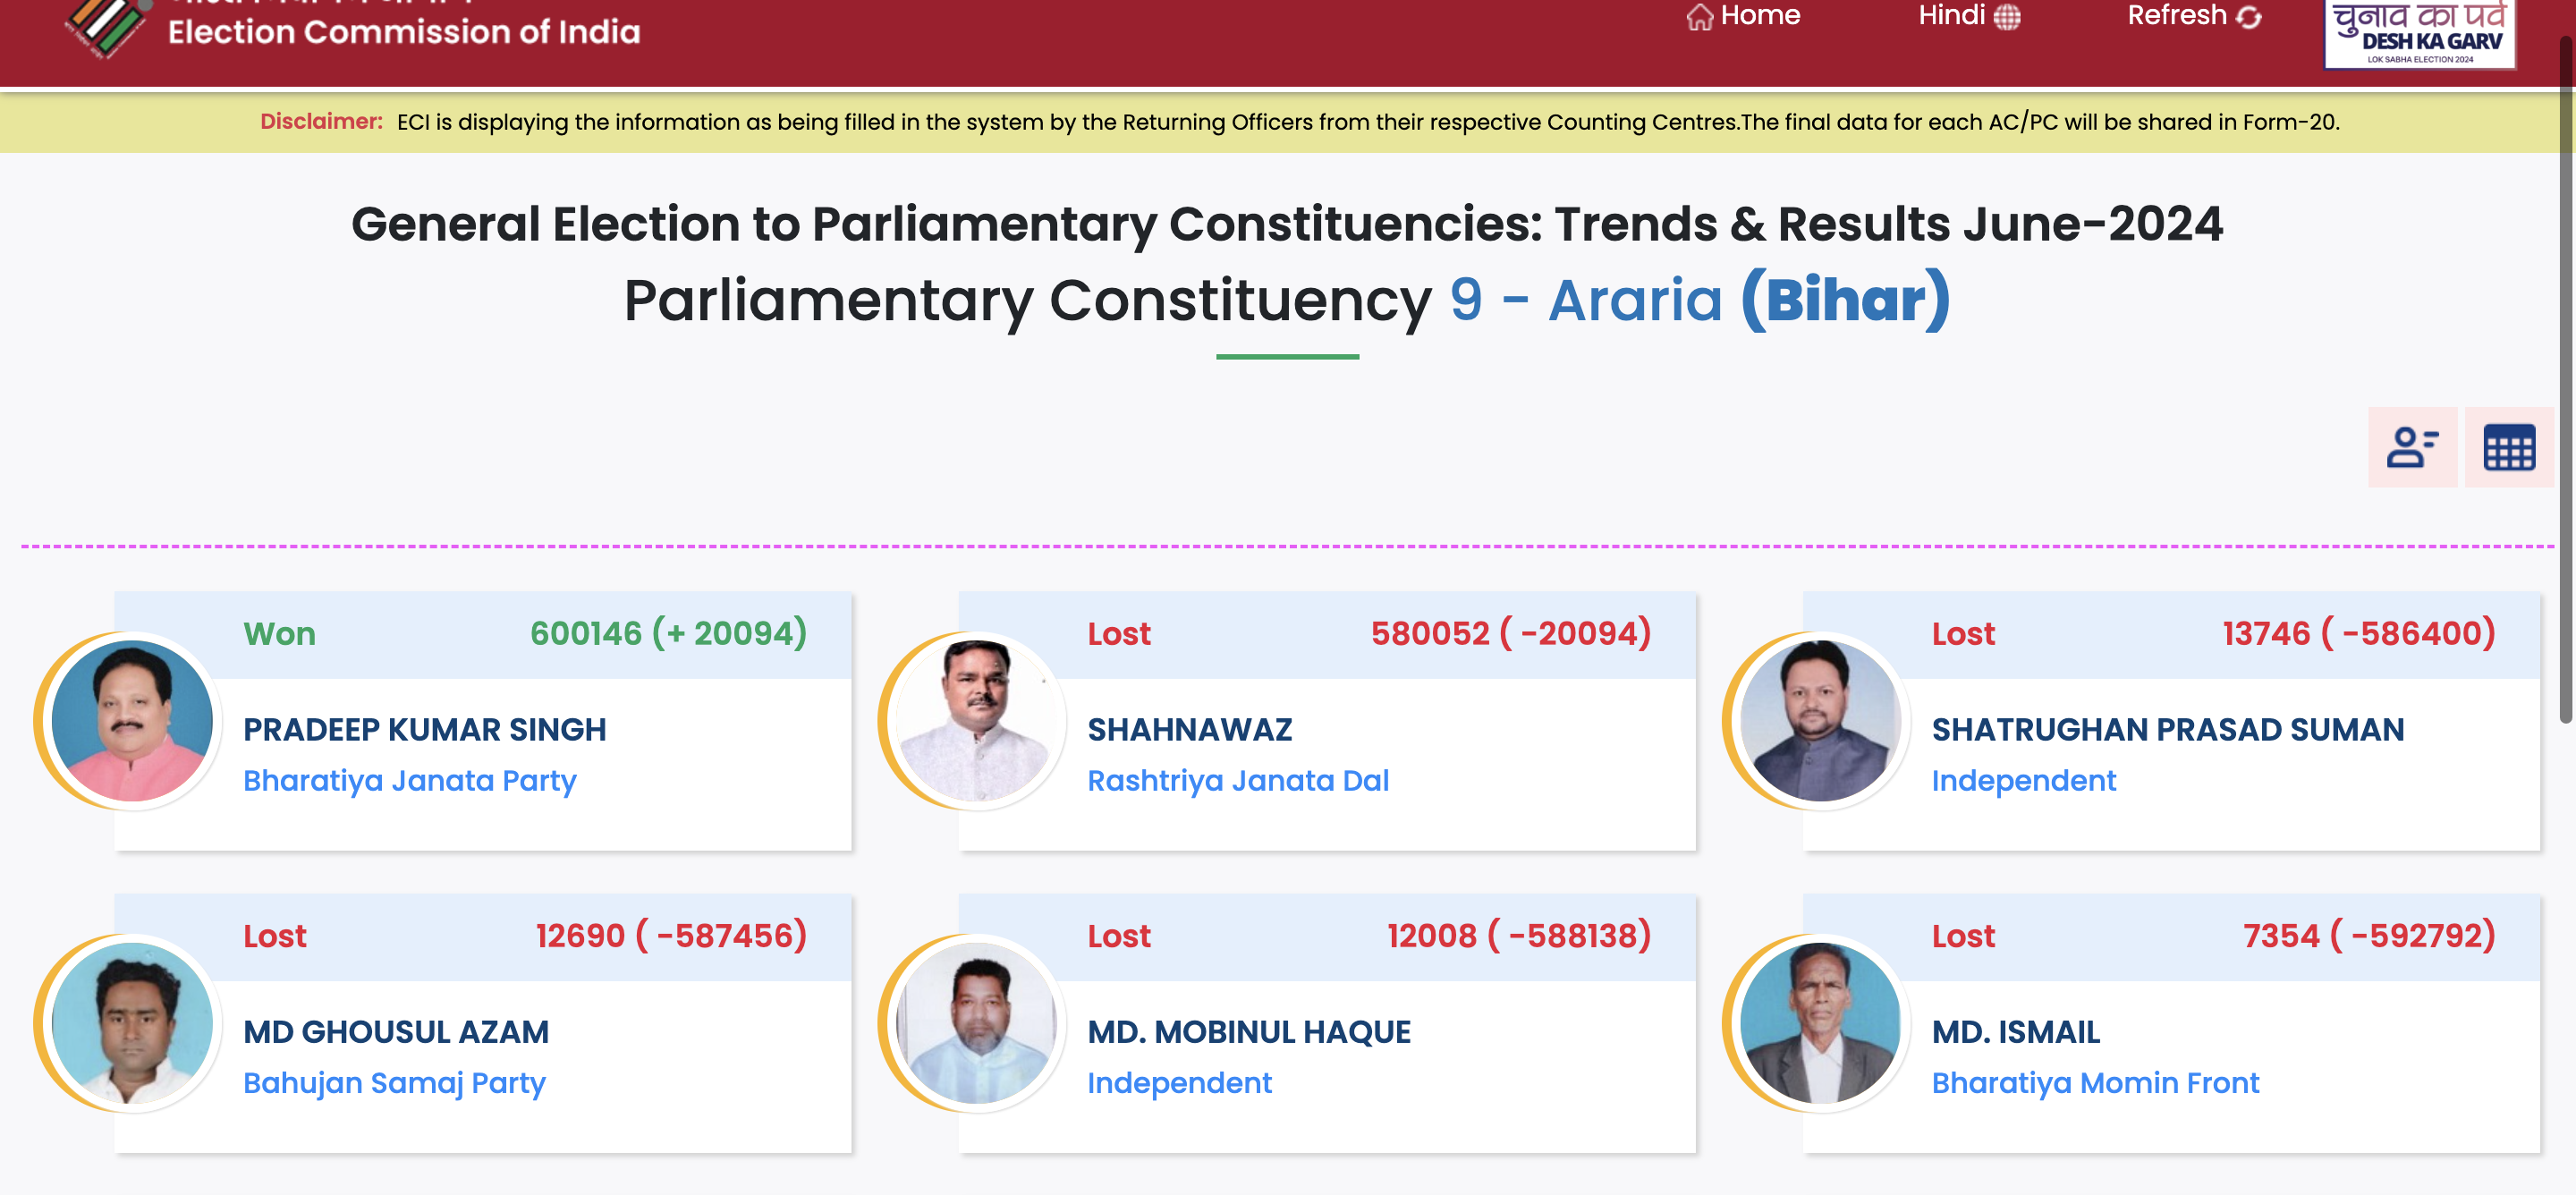 Election Commission of India
Home
Hindi
Refresh
चुनाव का पर्व
DESH KA GARV
LOK SABHA ELECTION 2024
Disclaimer: ECI is displaying the information as being filled in the system by the Returning Officers from their respective Counting Centres.The final data for each AC/PC will be shared in Form-20.
General Election to Parliamentary Constituencies: Trends & Results June-2024
Parliamentary Constituency 9 - Araria (Bihar)
Won 600146 (+ 20094)
PRADEEP KUMAR SINGH
Bharatiya Janata Party
Lost 580052 ( -20094)
SHAHNAWAZ
Rashtriya Janata Dal
Lost 13746 ( -586400)
SHATRUGHAN PRASAD SUMAN
Independent
Lost 12690 ( -587456)
MD GHOUSUL AZAM
Bahujan Samaj Party
Lost 12008 ( -588138)
MD. MOBINUL HAQUE
Independent
Lost 7354 ( -592792)
MD. ISMAIL
Bharatiya Momin Front